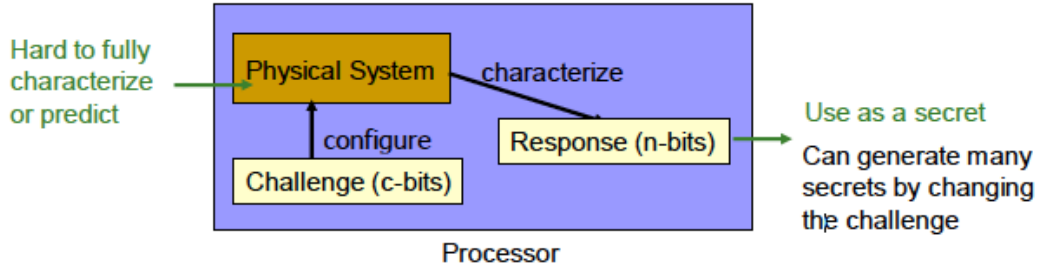 Hard to fully
characterize
or predict
Physical System
characterize
configure
Response (n-bits)
Challenge (c-bits)
Use as a secret
Can generate many
secrets by changing
the challenge
Processor